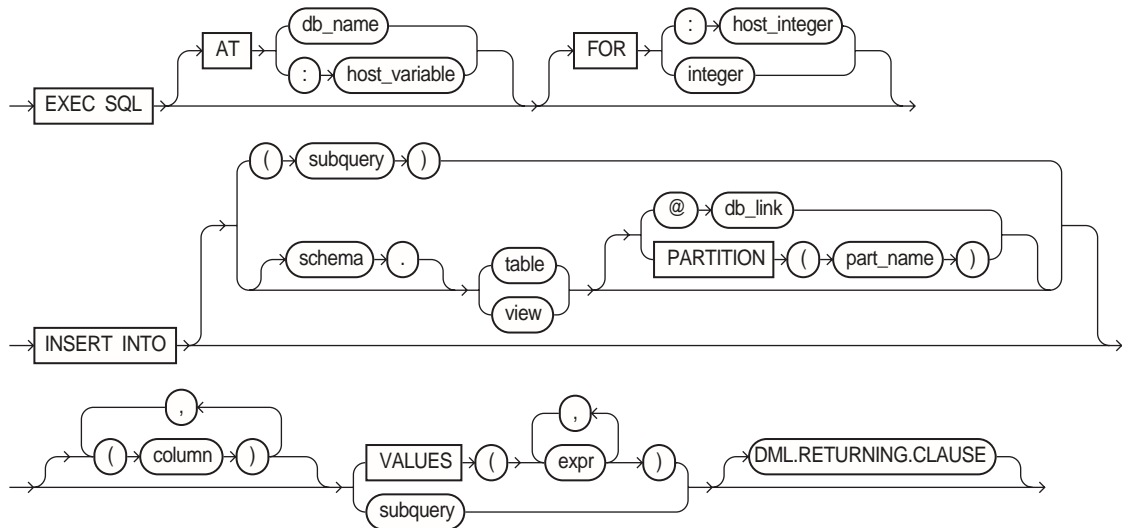 db_name : host_integer
AT FOR
: host_variable integer
EXEC SQL
( subquery )
@ db_link
schema . table PARTITION ( part_name )
view
INSERT INTO
, ,
( column ) VALUES ( expr ) DML.RETURNING.CLAUSE
subquery